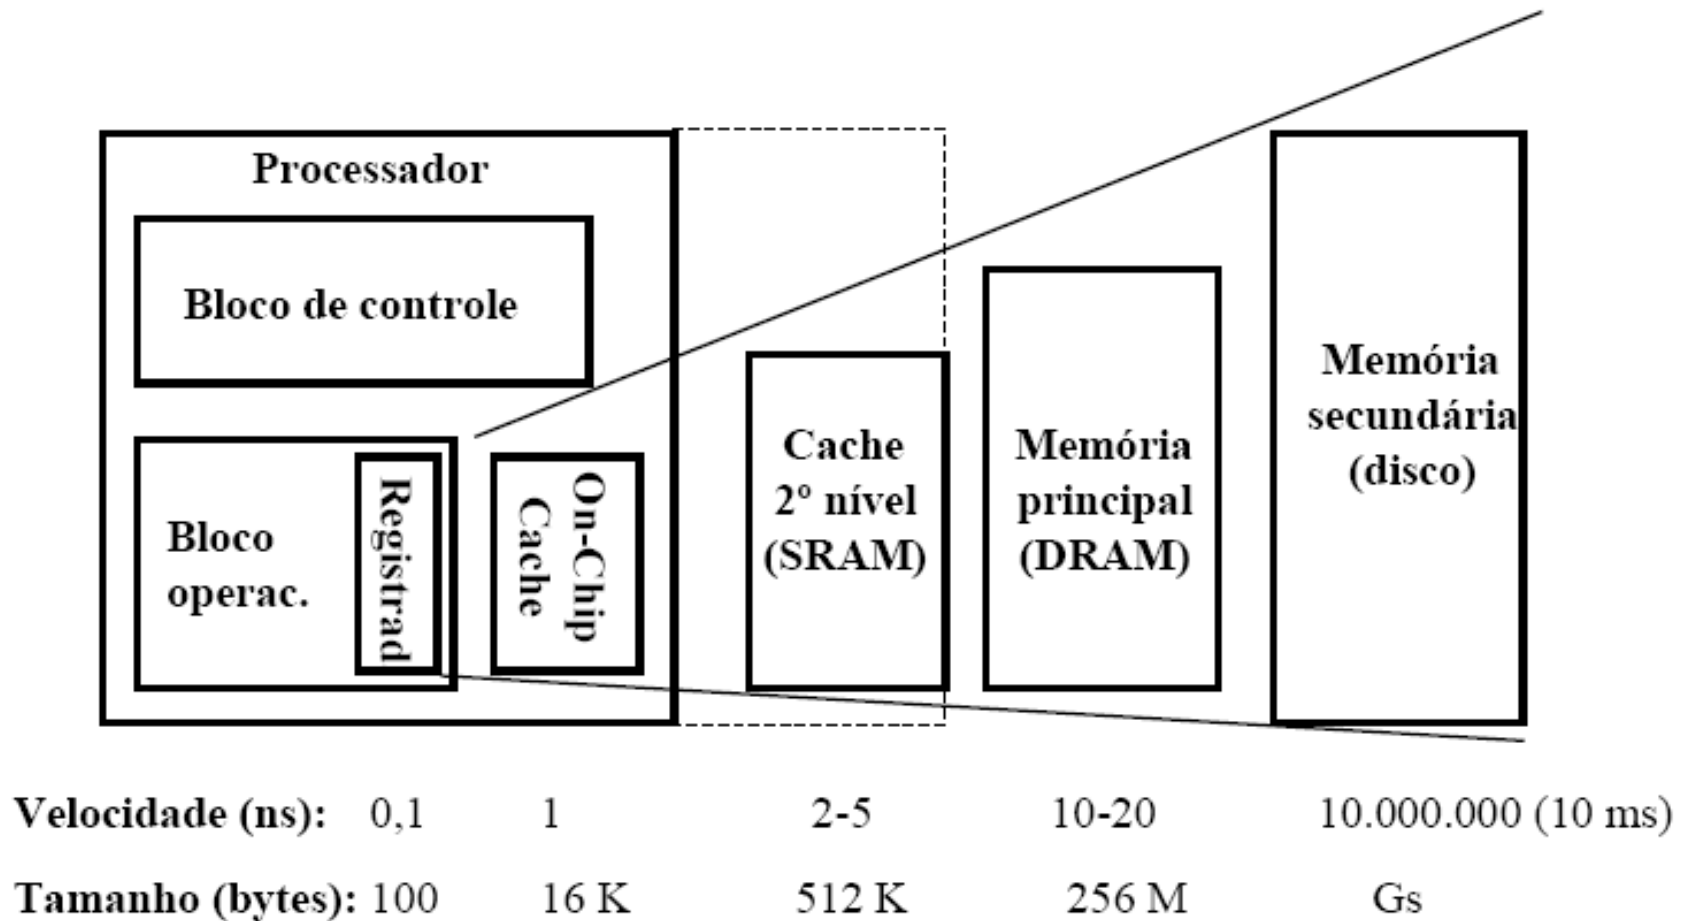 Processador
Bloco de controle
Bloco
operac.
Registrad
On-Chip
Cache
Cache
2º nível
(SRAM)
Memória
principal
(DRAM)
Memória
secundária
(disco)
Velocidade (ns): 0,1 1 2-5 10-20 10.000.000 (10 ms)
Tamanho (bytes): 100 16 K 512 K 256 M Gs